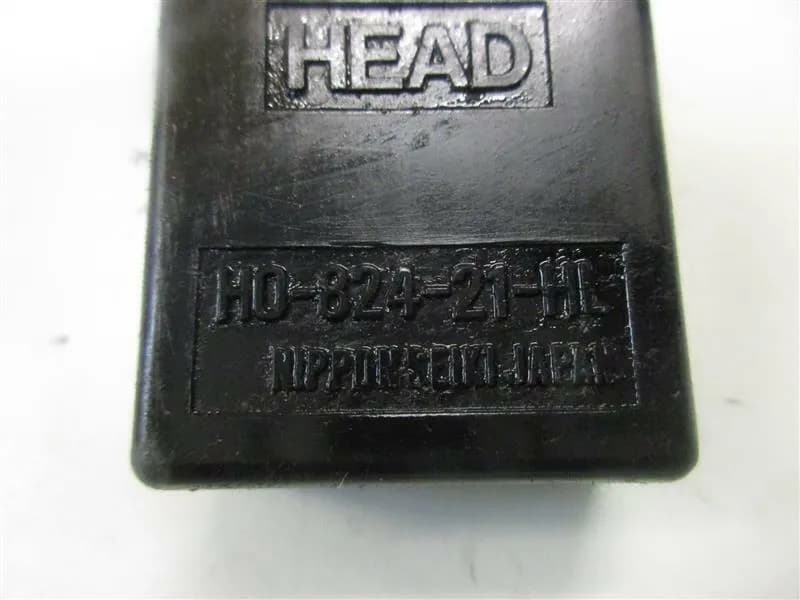 HEAD
HO-824-21-HL
NIPPON SEIKI JAPAN